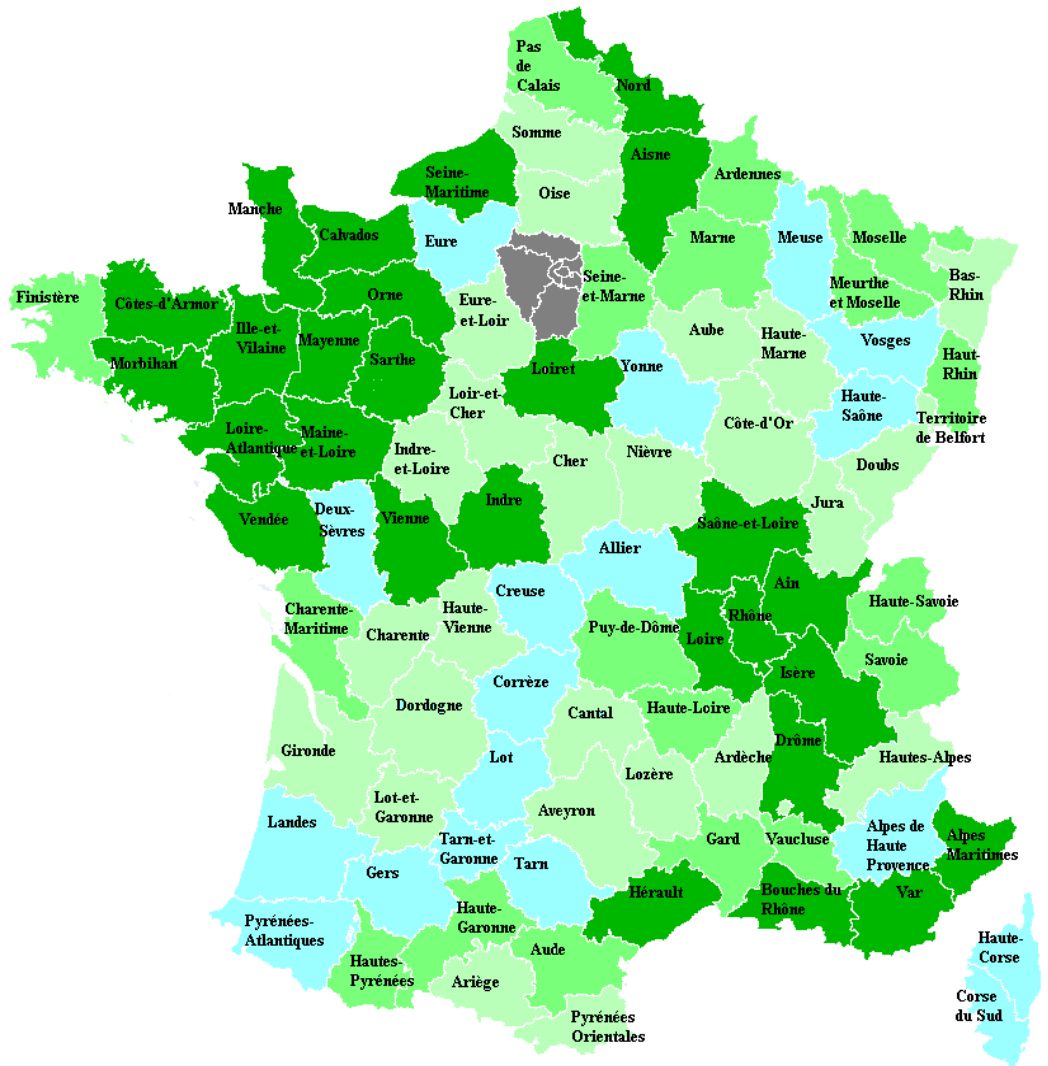 Pas
de
Calais
Nord
Somme
Aisne
Seine-
Maritime
Oise
Ardennes
Manche
Calvados
Eure
Marne
Meuse
Moselle
Bas-
Rhin
Finistère
Côtes-d'Armor
Orne
Eure-
et-Loir
Seine-
et-Marne
Meurthe
et Moselle
Ille-et-
Vilaine
Mayenne
Sarthe
Aube
Haute-
Marne
Vosges
Haut-
Rhin
Morbihan
Loiret
Yonne
Loir-et-
Cher
Haute-
Saône
Territoire
de Belfort
Loire-
Atlantique
Maine-
et-Loire
Indre-
et-Loire
Cher
Nièvre
Côte-d'Or
Doubs
Vendée
Deux-
Sèvres
Vienne
Indre
Saône-et-Loire
Jura
Allier
Charente-
Maritime
Charente
Haute-
Vienne
Creuse
Puy-de-Dôme
Loire
Rhône
Ain
Haute-Savoie
Savoie
Isère
Dordogne
Corrèze
Cantal
Haute-Loire
Gironde
Lot
Lozère
Ardèche
Drôme
Hautes-Alpes
Lot-et-
Garonne
Aveyron
Landes
Tarn-et-
Garonne
Tarn
Gard
Vaucluse
Alpes de
Haute
Provence
Alpes
Maritimes
Gers
Hérault
Bouches du
Rhône
Var
Pyrénées-
Atlantiques
Haute-
Garonne
Hautes-
Pyrénées
Aude
Ariège
Pyrénées
Orientales
Haute-
Corse
Corse
du Sud